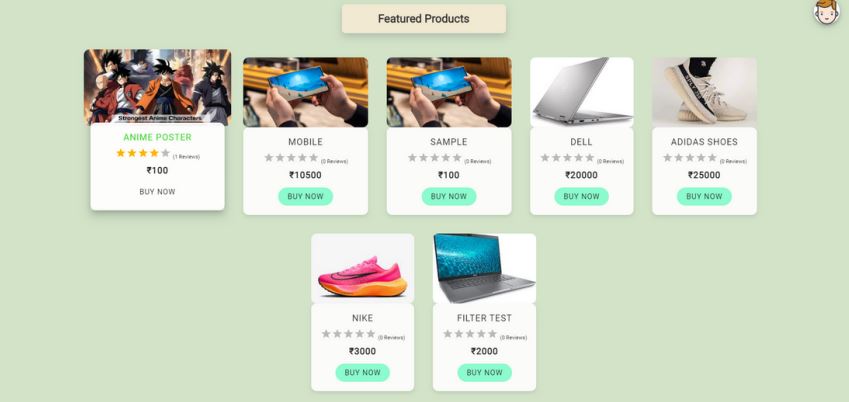 Featured Products
Strongest Anime Characters
ANIME POSTER
(1 Reviews)
₹100
BUY NOW
MOBILE
(0 Reviews)
₹10500
BUY NOW
SAMPLE
(0 Reviews)
₹100
BUY NOW
DELL
(0 Reviews)
₹20000
BUY NOW
ADIDAS SHOES
(0 Reviews)
₹25000
BUY NOW
NIKE
(0 Reviews)
₹3000
BUY NOW
FILTER TEST
(0 Reviews)
₹2000
BUY NOW